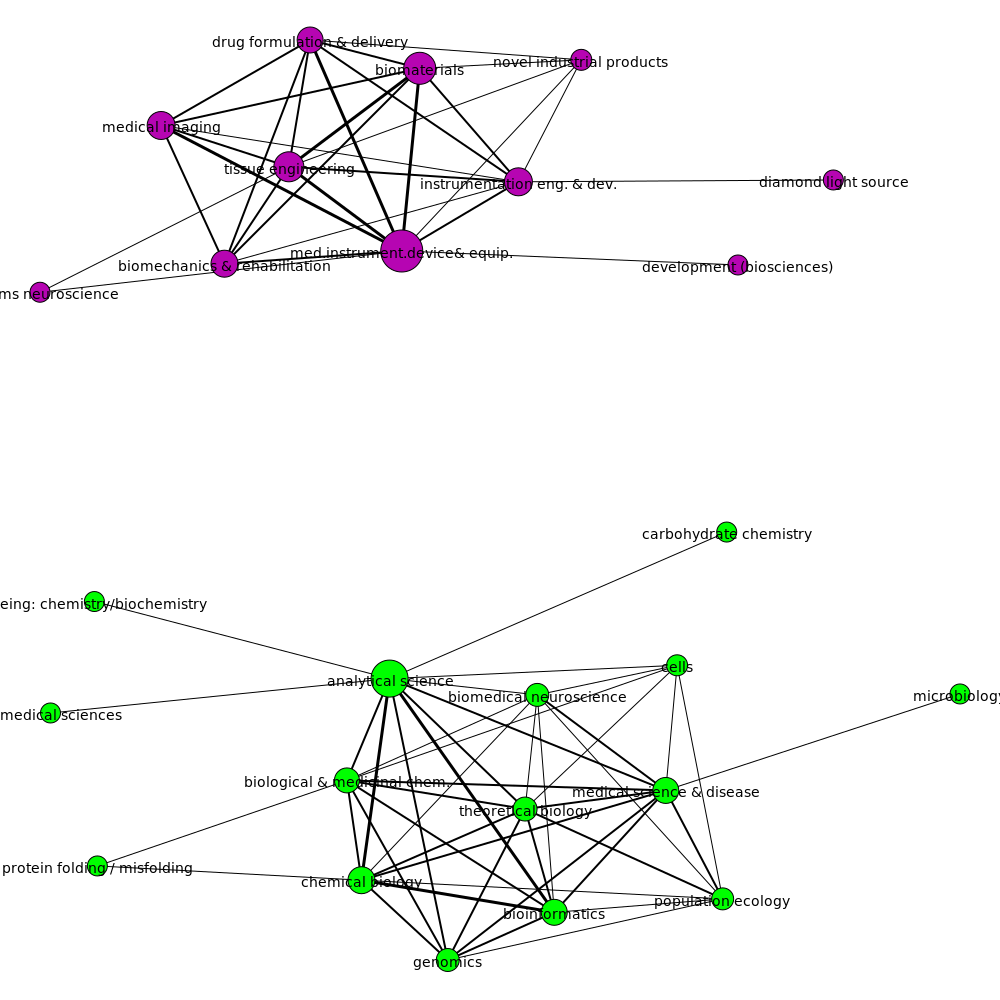 drug formulation & delivery
novel industrial products
biomaterials
medical imaging
tissue engineering
instrumentation eng. & dev.
diamond light source
med.instrument.device& equip.
biomechanics & rehabilitation
development (biosciences)
ms neuroscience
carbohydrate chemistry
eing: chemistry/biochemistry
cells
analytical science
biomedical neuroscience
microbiology
medical sciences
biological & medicinal chem.
medical science & disease
theoretical biology
protein folding / misfolding
chemical biology
population ecology
bioinformatics
genomics